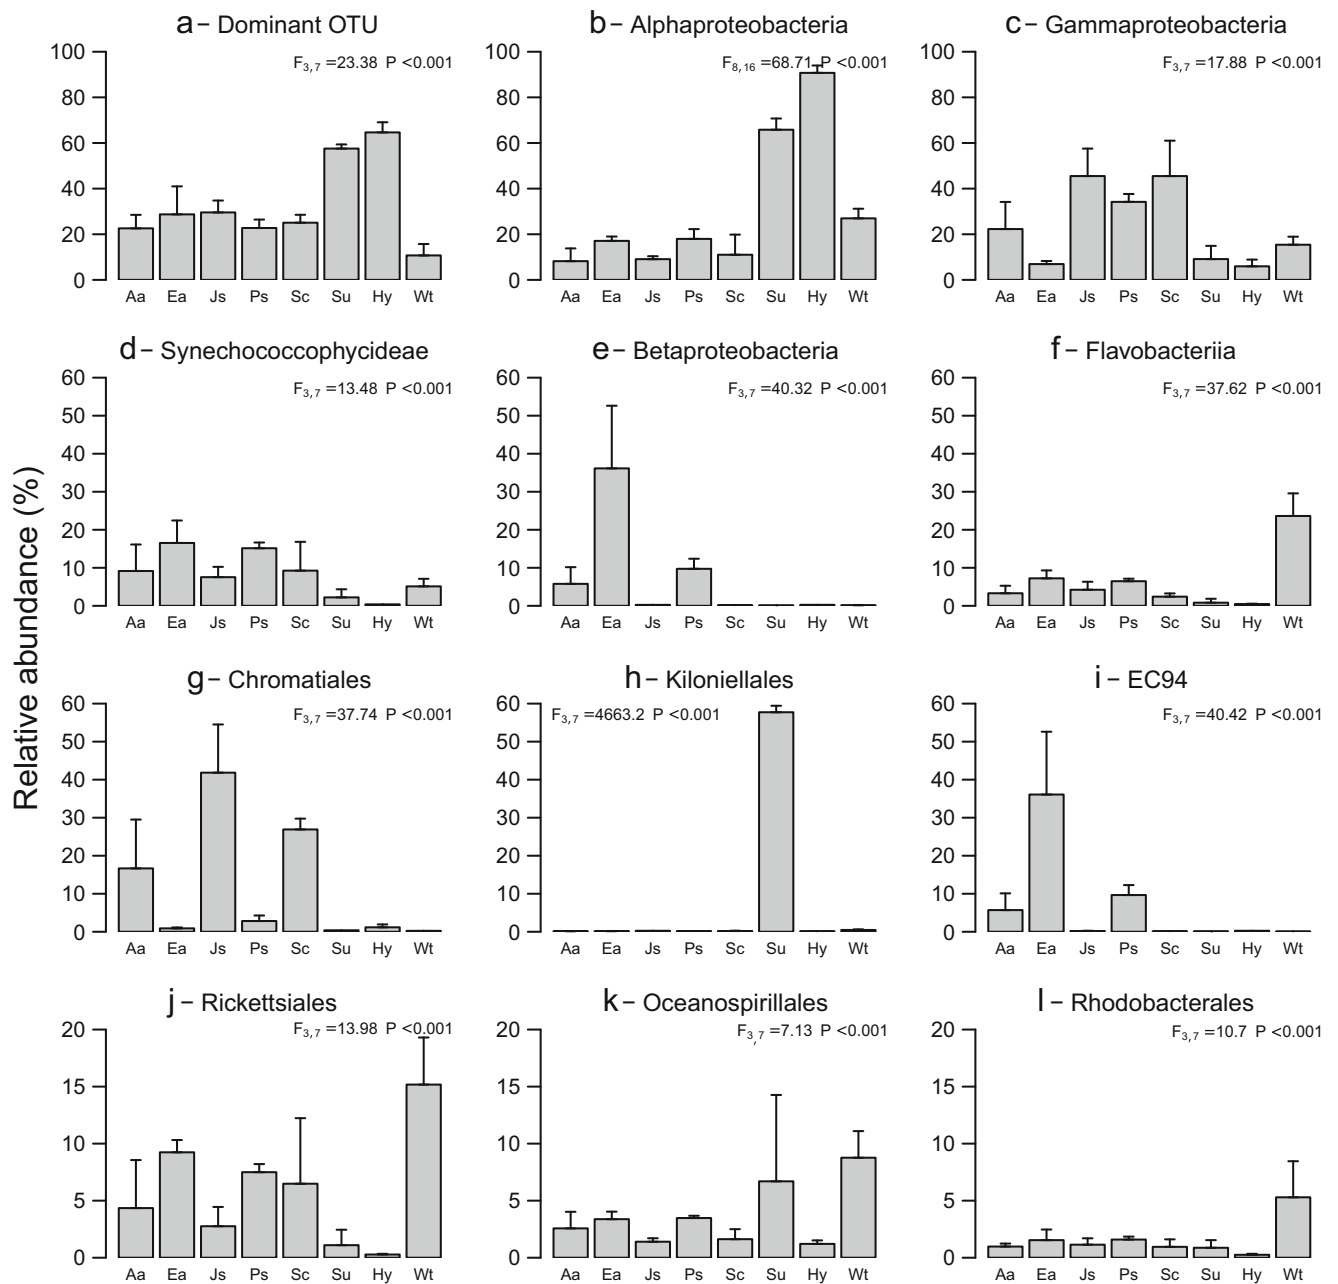 a – Dominant OTU
F3,7 =23.38 P <0.001
100
80
60
40
20
0
Aa Ea Js Ps Sc Su Hy Wt
b – Alphaproteobacteria
F8,16 =68.71 P <0.001
100
80
60
40
20
0
Aa Ea Js Ps Sc Su Hy Wt
c – Gammaproteobacteria
F3,7 =17.88 P <0.001
100
80
60
40
20
0
Aa Ea Js Ps Sc Su Hy Wt
Relative abundance (%)
d – Synechococcophycideae
F3,7 =13.48 P <0.001
60
50
40
30
20
10
0
Aa Ea Js Ps Sc Su Hy Wt
e – Betaproteobacteria
F3,7 =40.32 P <0.001
60
50
40
30
20
10
0
Aa Ea Js Ps Sc Su Hy Wt
f – Flavobacteriia
F3,7 =37.62 P <0.001
60
50
40
30
20
10
0
Aa Ea Js Ps Sc Su Hy Wt
g – Chromatiales
F3,7 =37.74 P <0.001
60
50
40
30
20
10
0
Aa Ea Js Ps Sc Su Hy Wt
h – Kiloniellales
F3,7 =4663.2 P <0.001
60
50
40
30
20
10
0
Aa Ea Js Ps Sc Su Hy Wt
i – EC94
F3,7 =40.42 P <0.001
60
50
40
30
20
10
0
Aa Ea Js Ps Sc Su Hy Wt
j – Rickettsiales
F3,7 =13.98 P <0.001
20
15
10
5
0
Aa Ea Js Ps Sc Su Hy Wt
k – Oceanospirillales
F3,7 =7.13 P <0.001
20
15
10
5
0
Aa Ea Js Ps Sc Su Hy Wt
l – Rhodobacterales
F3,7 =10.7 P <0.001
20
15
10
5
0
Aa Ea Js Ps Sc Su Hy Wt